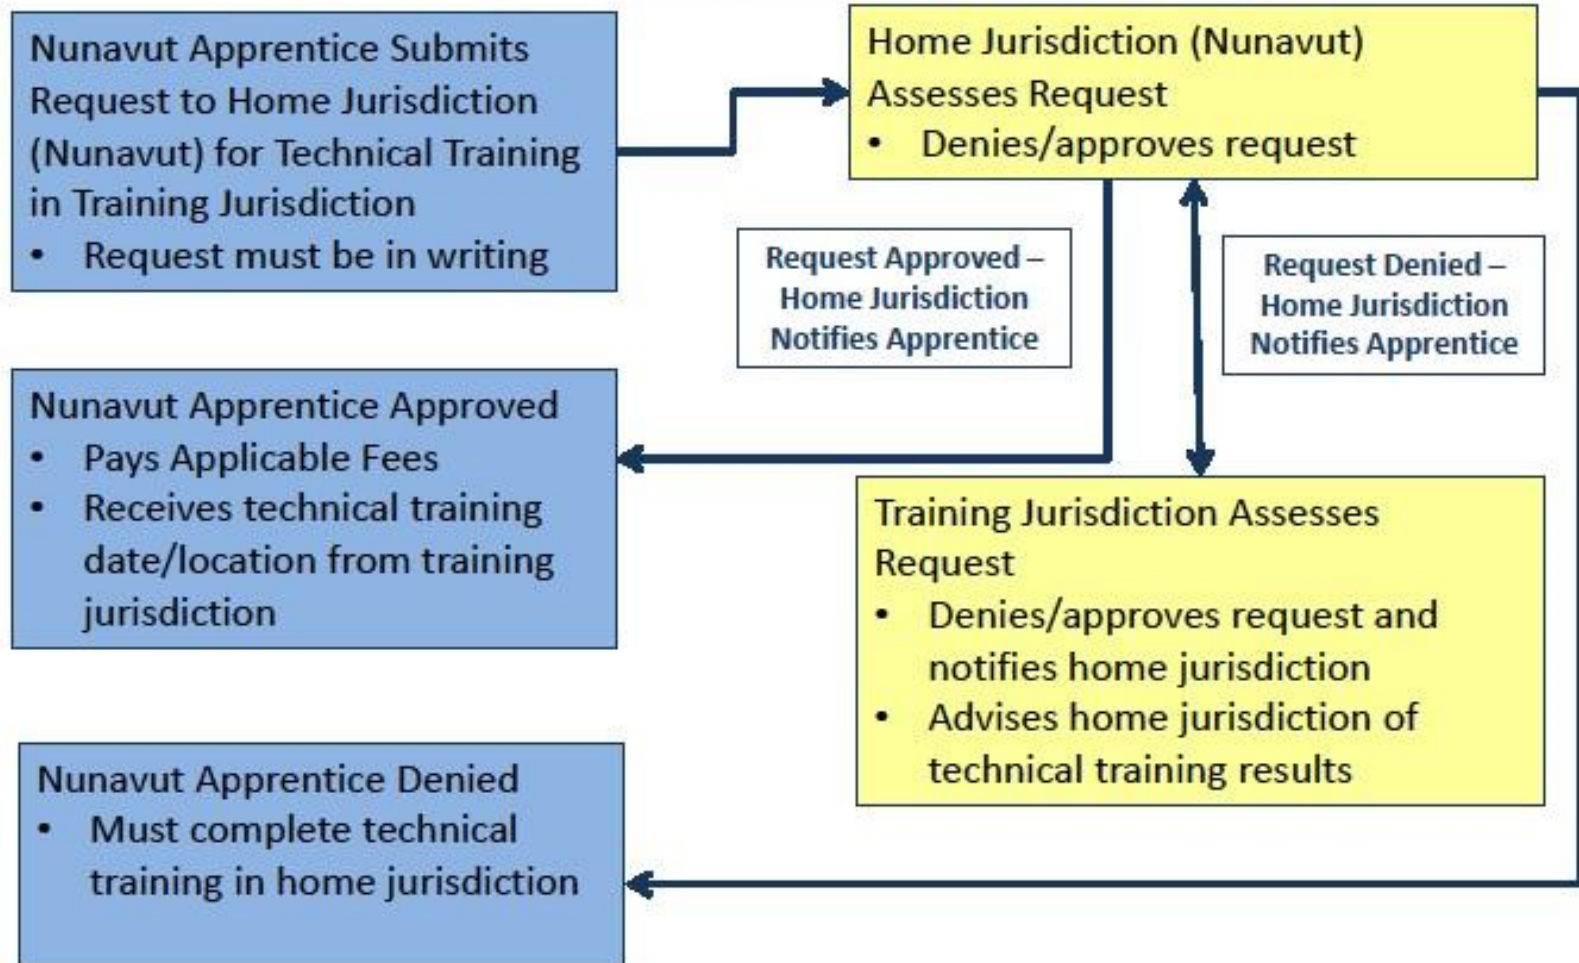 Nunavut Apprentice Submits
Request to Home Jurisdiction
(Nunavut) for Technical Training
in Training Jurisdiction
• Request must be in writing
Home Jurisdiction (Nunavut)
Assesses Request
• Denies/approves request
Request Approved –
Home Jurisdiction
Notifies Apprentice
Request Denied –
Home Jurisdiction
Notifies Apprentice
Nunavut Apprentice Approved
• Pays Applicable Fees
• Receives technical training
date/location from training
jurisdiction
Training Jurisdiction Assesses
Request
• Denies/approves request and
notifies home jurisdiction
• Advises home jurisdiction of
technical training results
Nunavut Apprentice Denied
• Must complete technical
training in home jurisdiction